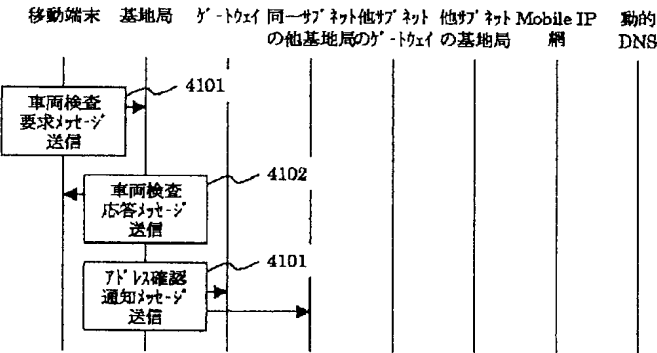 移動端末 基地局 ｹﾞｰﾄｳｪｲ 同一ｻﾌﾞﾈｯﾄ 他ｻﾌﾞﾈｯﾄ 他ｻﾌﾞﾈｯﾄ Mobile IP 動的
の他基地局 のｹﾞｰﾄｳｪｲ の基地局 網 DNS
4101
車両検査
要求ﾒｯｾｰｼﾞ
送信
4102
車両検査
応答ﾒｯｾｰｼﾞ
送信
4101
ｱﾄﾞﾚｽ確認
通知ﾒｯｾｰｼﾞ
送信